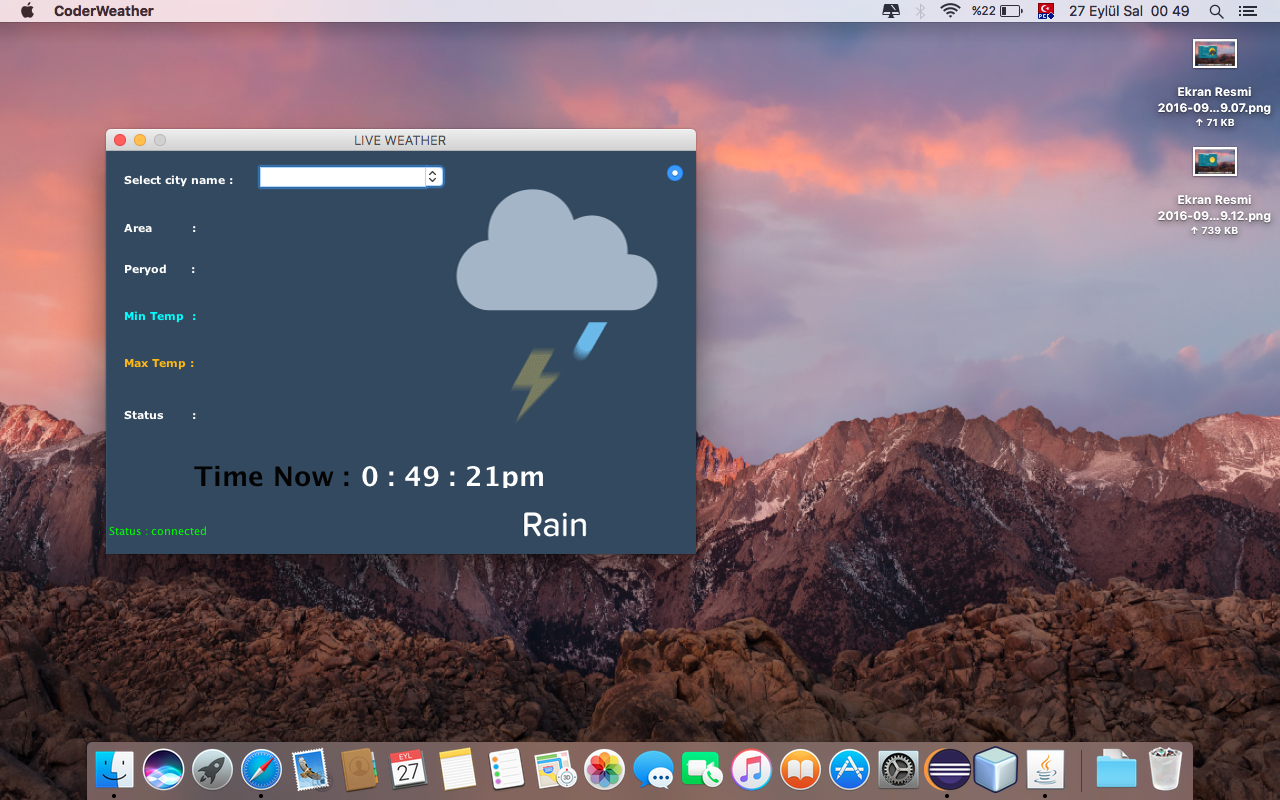 CoderWeather
%22
27 Eylül Sal 00 49
Ekran Resmi
2016-09...9.07.png
↑ 71 KB
Ekran Resmi
2016-09...9.12.png
↑ 739 KB
LIVE WEATHER
Select city name :
Area :
Peryod :
Min Temp :
Max Temp :
Status :
Time Now : 0 : 49 : 21pm
Rain
Status : connected
EYL
27
3D